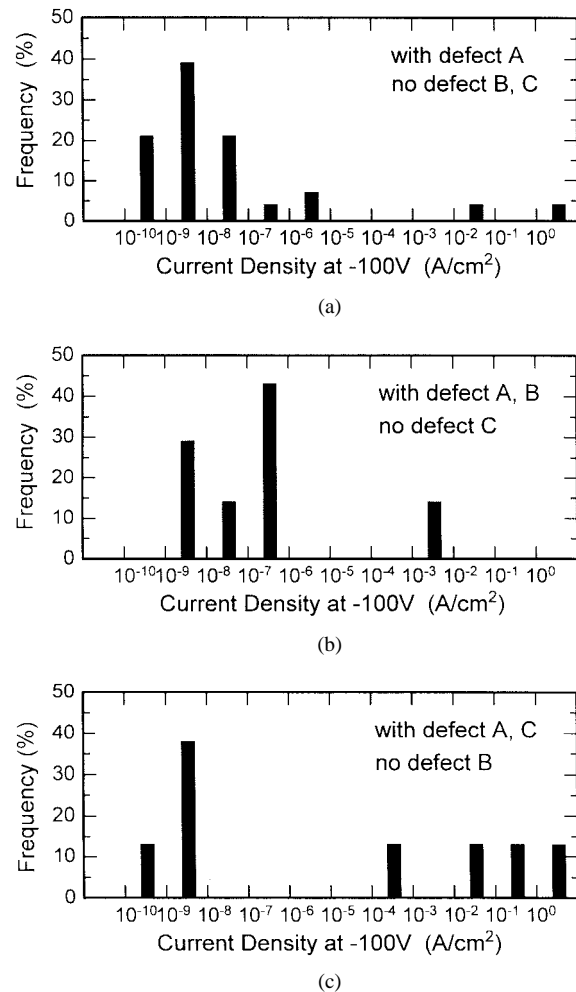 50
40
30
20
10
0
Frequency (%)
with defect A
no defect B, C
10⁻¹⁰ 10⁻⁹ 10⁻⁸ 10⁻⁷ 10⁻⁶ 10⁻⁵ 10⁻⁴ 10⁻³ 10⁻² 10⁻¹ 10⁰
Current Density at -100V (A/cm²)
(a)
50
40
30
20
10
0
Frequency (%)
with defect A, B
no defect C
10⁻¹⁰ 10⁻⁹ 10⁻⁸ 10⁻⁷ 10⁻⁶ 10⁻⁵ 10⁻⁴ 10⁻³ 10⁻² 10⁻¹ 10⁰
Current Density at -100V (A/cm²)
(b)
50
40
30
20
10
0
Frequency (%)
with defect A, C
no defect B
10⁻¹⁰ 10⁻⁹ 10⁻⁸ 10⁻⁷ 10⁻⁶ 10⁻⁵ 10⁻⁴ 10⁻³ 10⁻² 10⁻¹ 10⁰
Current Density at -100V (A/cm²)
(c)